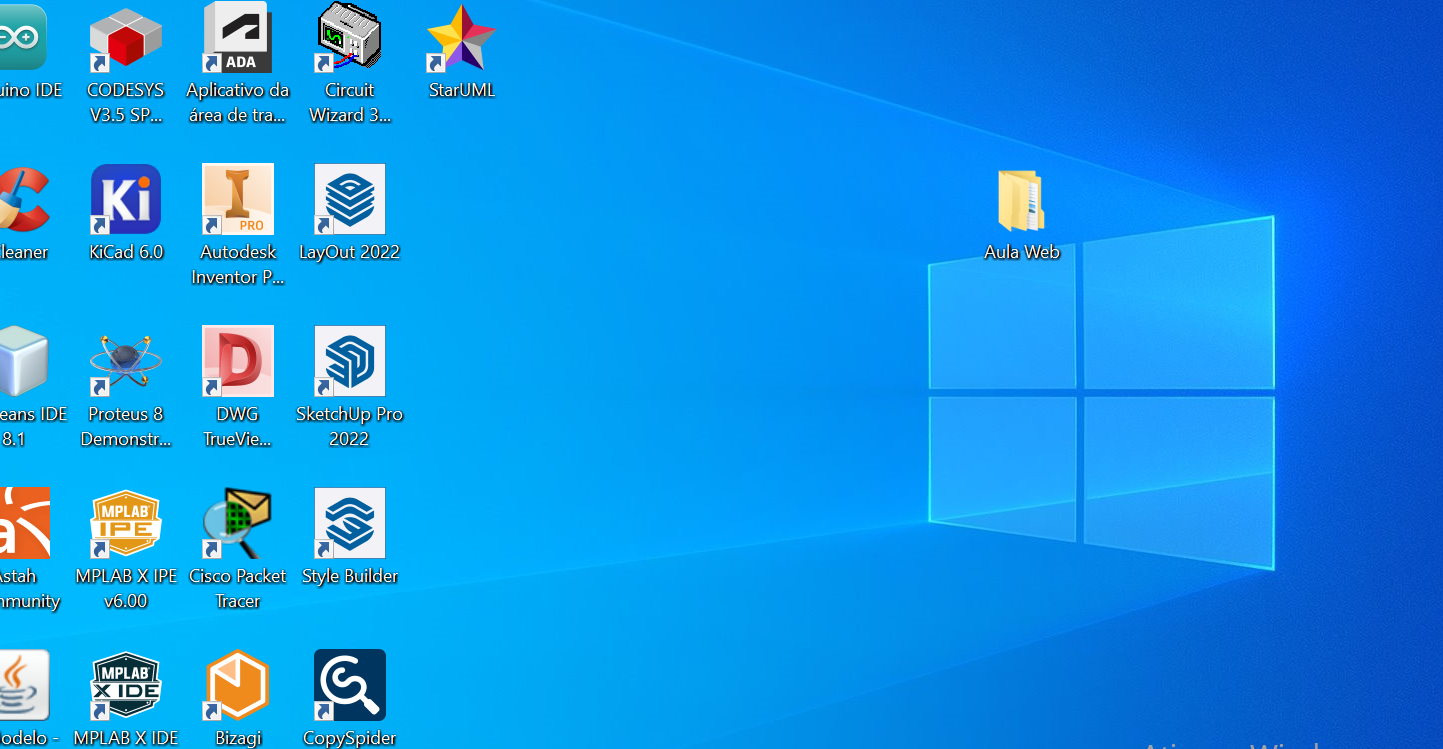 uino IDE
CODESYS
V3.5 SP...
ADA
Aplicativo da
área de tra...
Circuit
Wizard 3...
StarUML
leaner
Ki
KiCad 6.0
PRO
Autodesk
Inventor P...
LayOut 2022
Aula Web
eans IDE
8.1
Proteus 8
Demonstr...
D
DWG
TrueVie...
SketchUp Pro
2022
a
Astah
mmunity
MPLAB
IPE
MPLAB X IPE
v6.00
Cisco Packet
Tracer
Style Builder
odelo -
MPLAB
X IDE
MPLAB X IDE
Bizagi
CopySpider